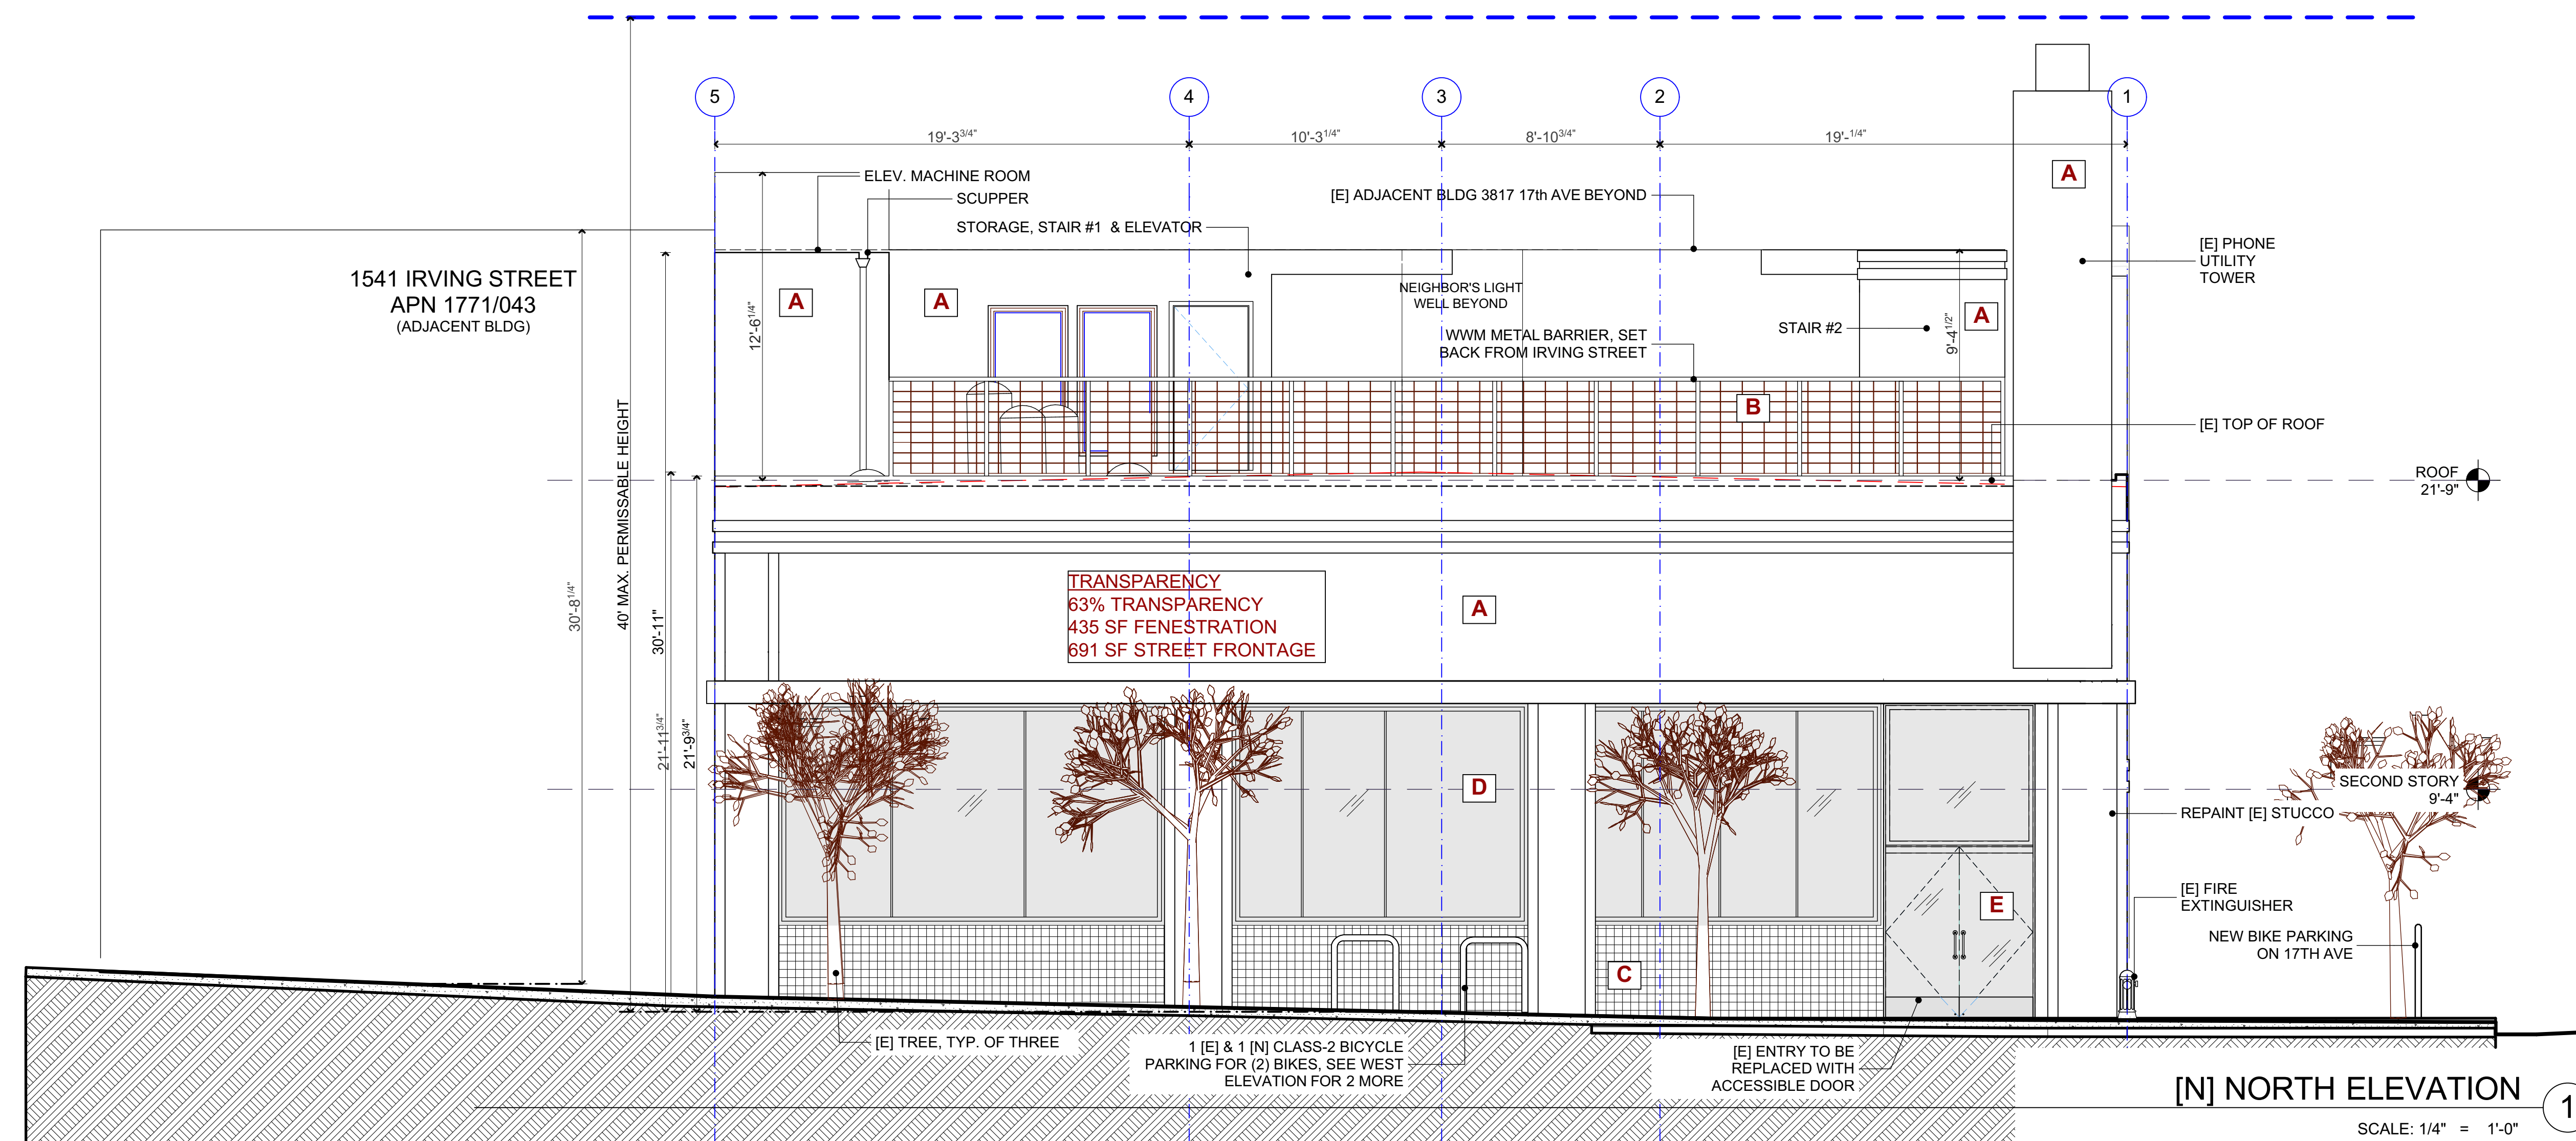 5
4
3
2
1
19'-3 3/4"
10'-3 1/4"
8'-10 3/4"
19'- 1/4"
ELEV. MACHINE ROOM
SCUPPER
STORAGE, STAIR #1 & ELEVATOR
[E] ADJACENT BLDG 3817 17th AVE BEYOND
A
1541 IRVING STREET
APN 1771/043
(ADJACENT BLDG)
[E] PHONE
UTILITY
TOWER
NEIGHBOR'S LIGHT
WELL BEYOND
A
A
A
12'-6 1/4"
WWM METAL BARRIER, SET
BACK FROM IRVING STREET
STAIR #2
9'-4 1/2"
B
[E] TOP OF ROOF
ROOF
21'-9"
30'-8 1/4"
40' MAX. PERMISSABLE HEIGHT
30'-11"
21'-11 3/4"
21'-9 3/4"
TRANSPARENCY
63% TRANSPARENCY
435 SF FENESTRATION
691 SF STREET FRONTAGE
A
D
SECOND STORY
9'-4"
REPAINT [E] STUCCO
[E] FIRE
EXTINGUISHER
E
NEW BIKE PARKING
ON 17TH AVE
C
[E] TREE, TYP. OF THREE
1 [E] & 1 [N] CLASS-2 BICYCLE
PARKING FOR (2) BIKES, SEE WEST
ELEVATION FOR 2 MORE
[E] ENTRY TO BE
REPLACED WITH
ACCESSIBLE DOOR
[N] NORTH ELEVATION
1
SCALE: 1/4" = 1'-0"